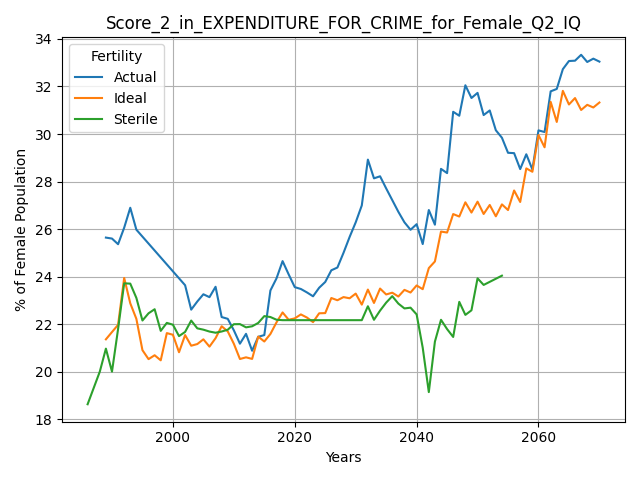 Score_2_in_EXPENDITURE_FOR_CRIME_for_Female_Q2_IQ
Fertility
Actual
Ideal
Sterile
% of Female Population
34
32
30
28
26
24
22
20
18
2000
2020
2040
2060
Years